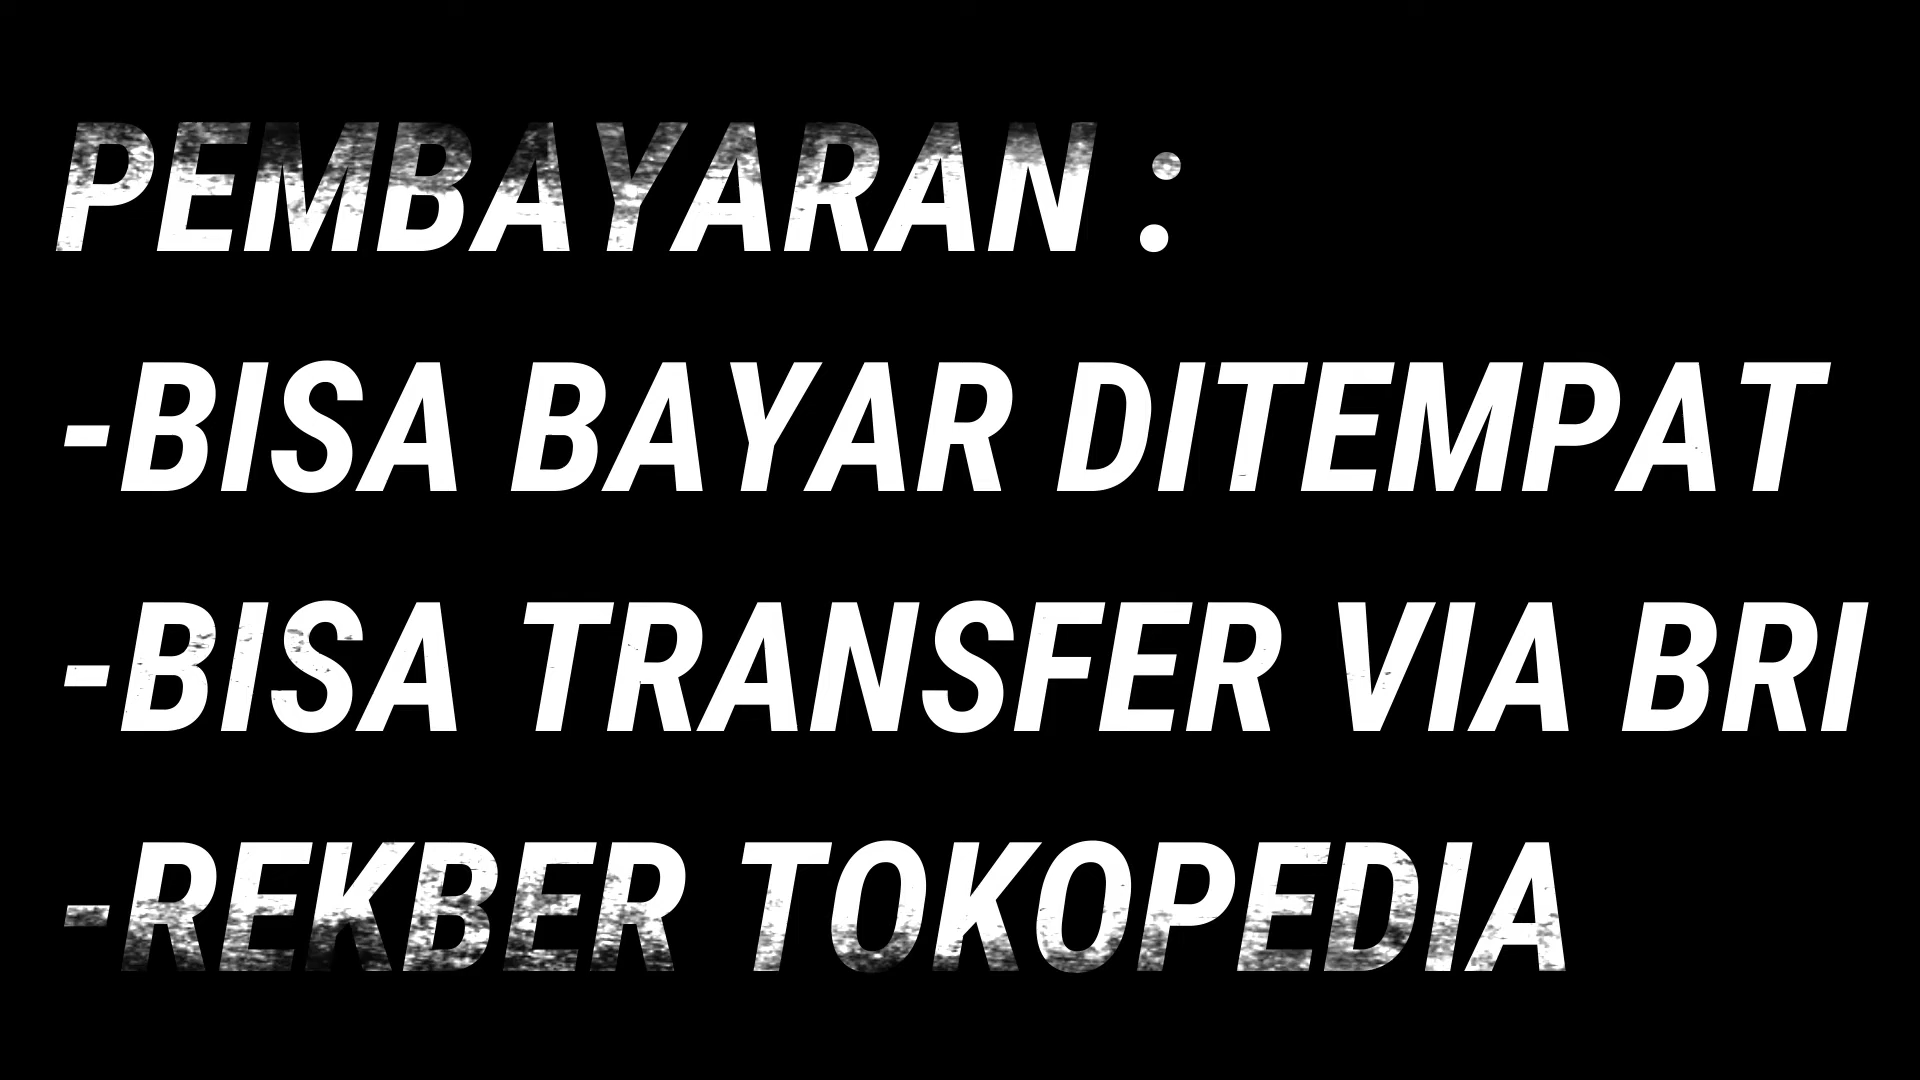 PEMBAYARAN :
-BISA BAYAR DITEMPAT
-BISA TRANSFER VIA BRI
-REKBER TOKOPEDIA